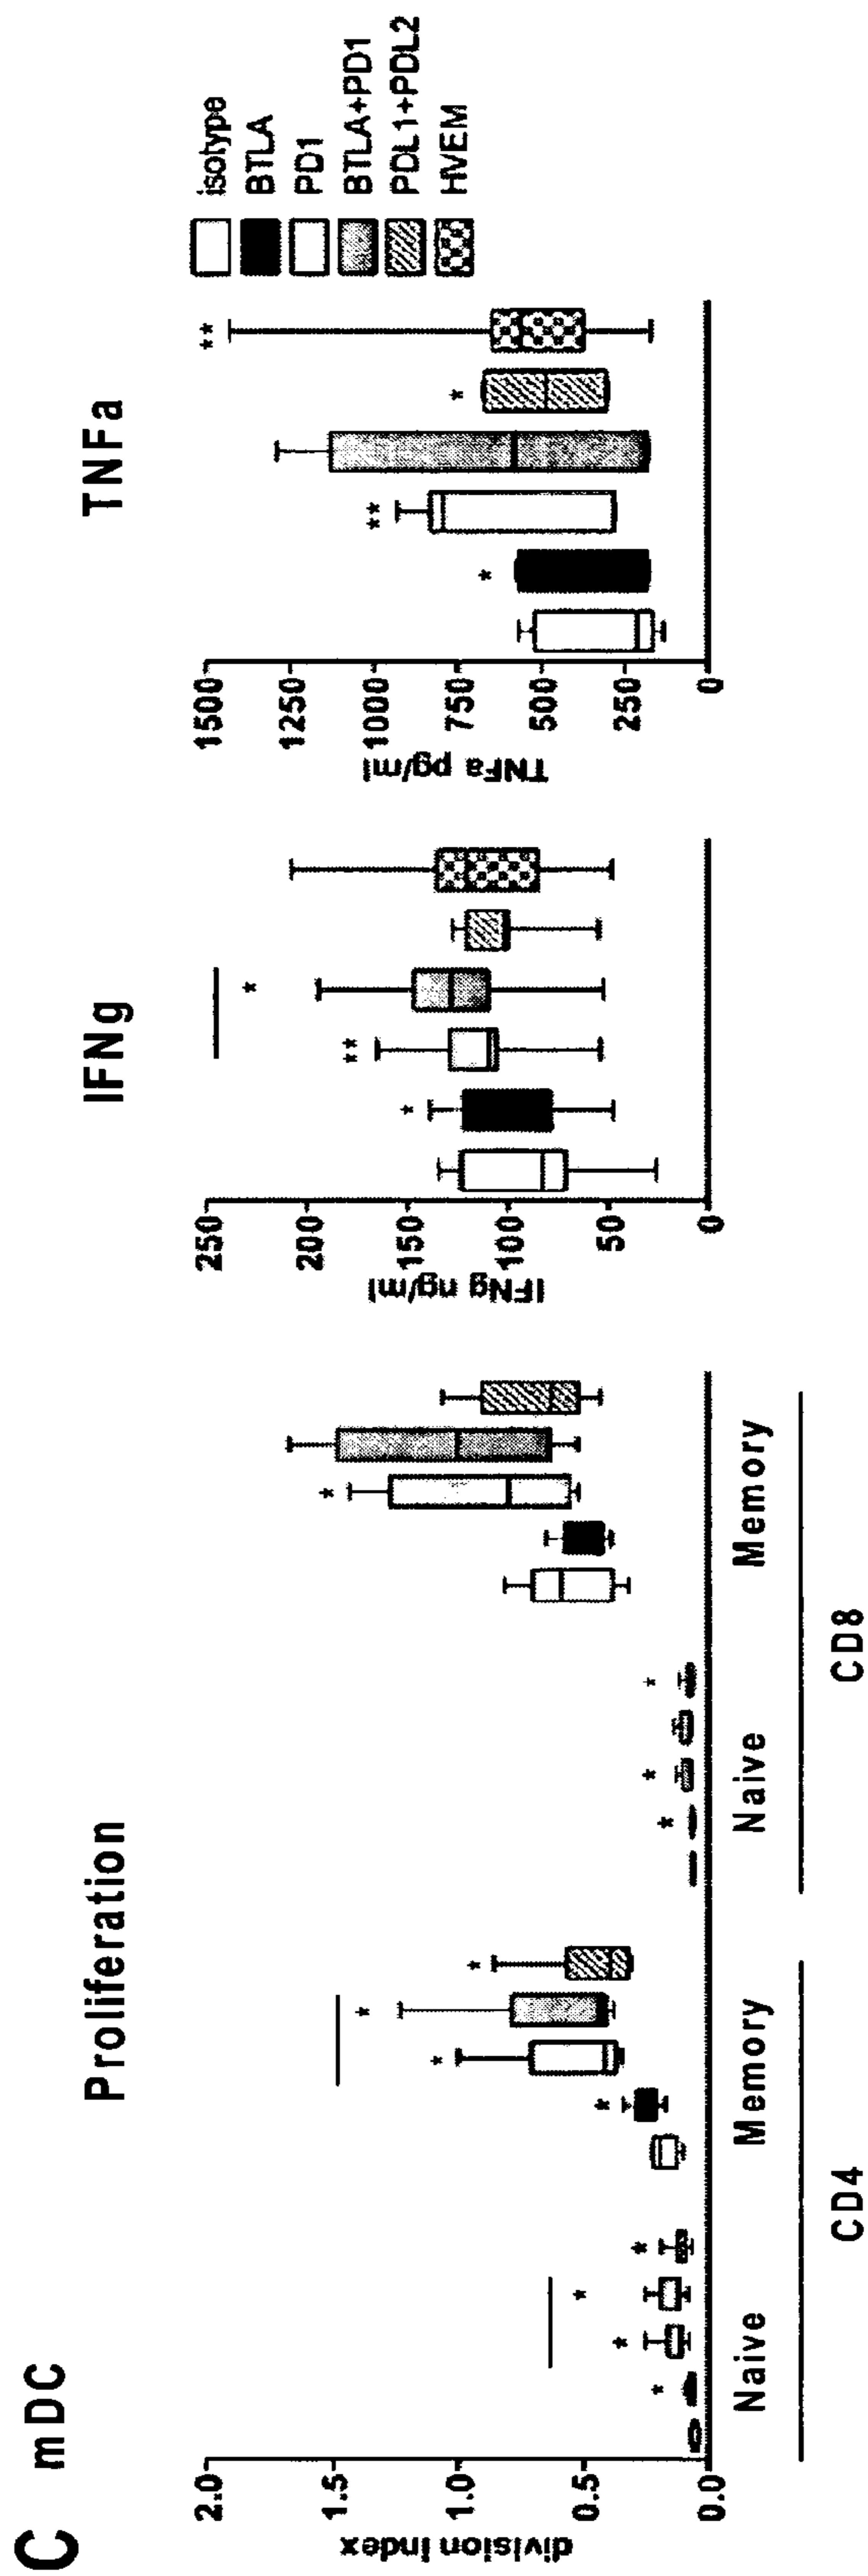 C mDC
Proliferation
division index
2.0
1.5
1.0
0.5
0.0
* * * *
* * * *
* * *
*
Naive
Memory
Naive
Memory
CD4
CD8
IFNg
IFNg ng/ml
250
200
150
100
50
0
* ** *
TNFa
TNFa pg/ml
1500
1250
1000
750
500
250
0
* ** * **
isotype
BTLA
PD1
BTLA+PD1
PDL1+PDL2
HVEM